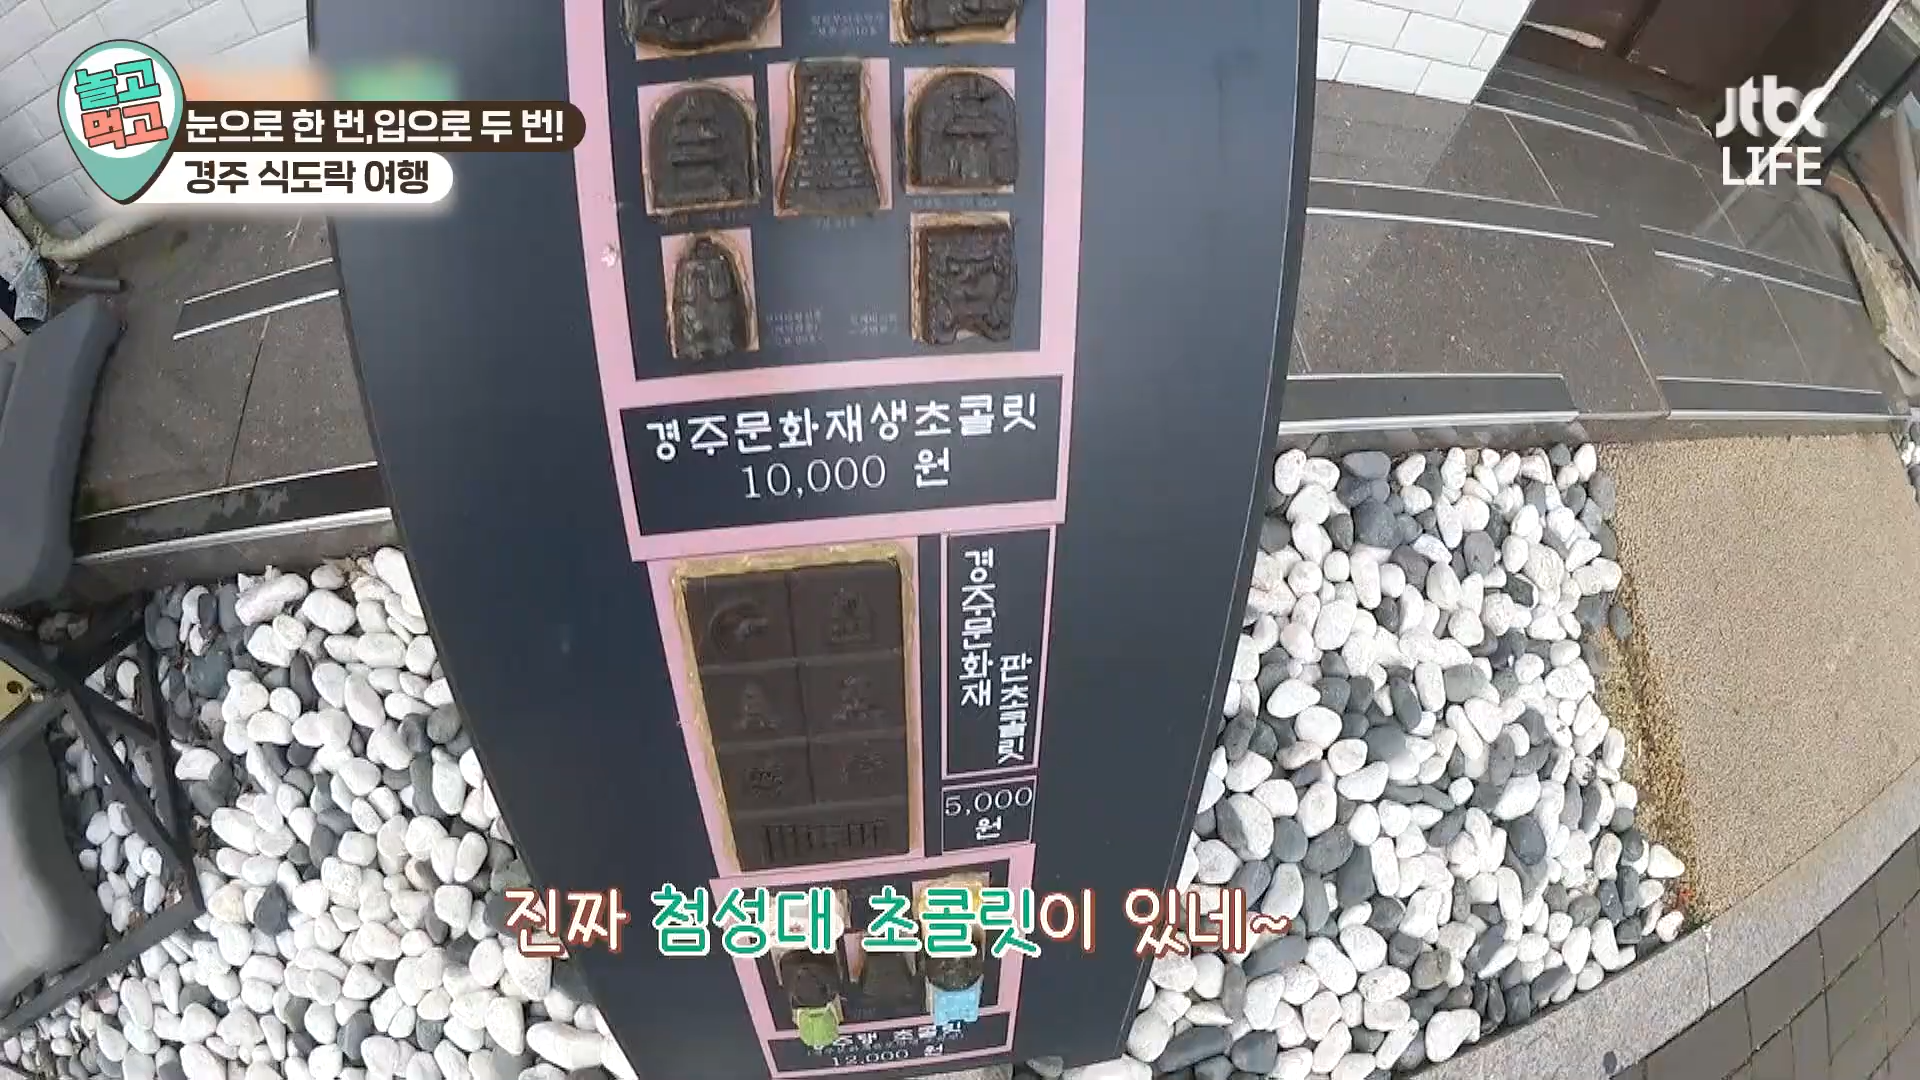 놀고
먹고
눈으로 한 번,입으로 두 번!
경주 식도락 여행
jtbc
LIFE
경주문화재생초콜릿
10,000 원
경주문화재
판초콜릿
5,000
원
진짜 첨성대 초콜릿이 있네~
초콜릿
12,000 원